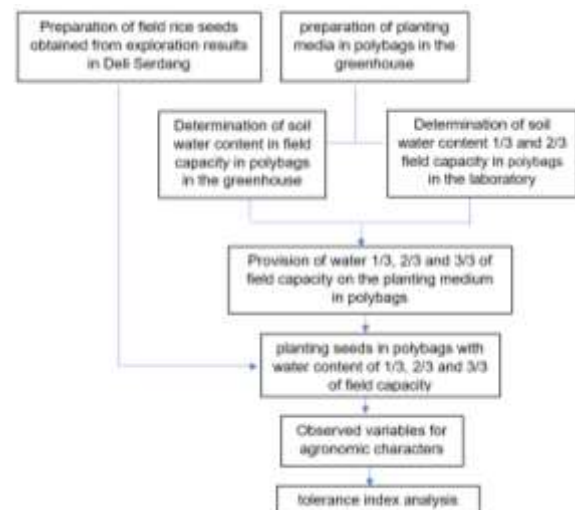 Preparation of field rice seeds
obtained from exploration results
in Deli Serdang
preparation of planting
media in polybags in the
greenhouse
Determination of soil
water content in field
capacity in polybags
in the greenhouse
Determination of soil
water content 1/3 and 2/3
field capacity in polybags
in the laboratory
Provision of water 1/3, 2/3 and 3/3 of
field capacity on the planting medium
in polybags
planting seeds in polybags with
water content of 1/3, 2/3 and 3/3
of field capacity
Observed variables for
agronomic characters
tolerance index analysis